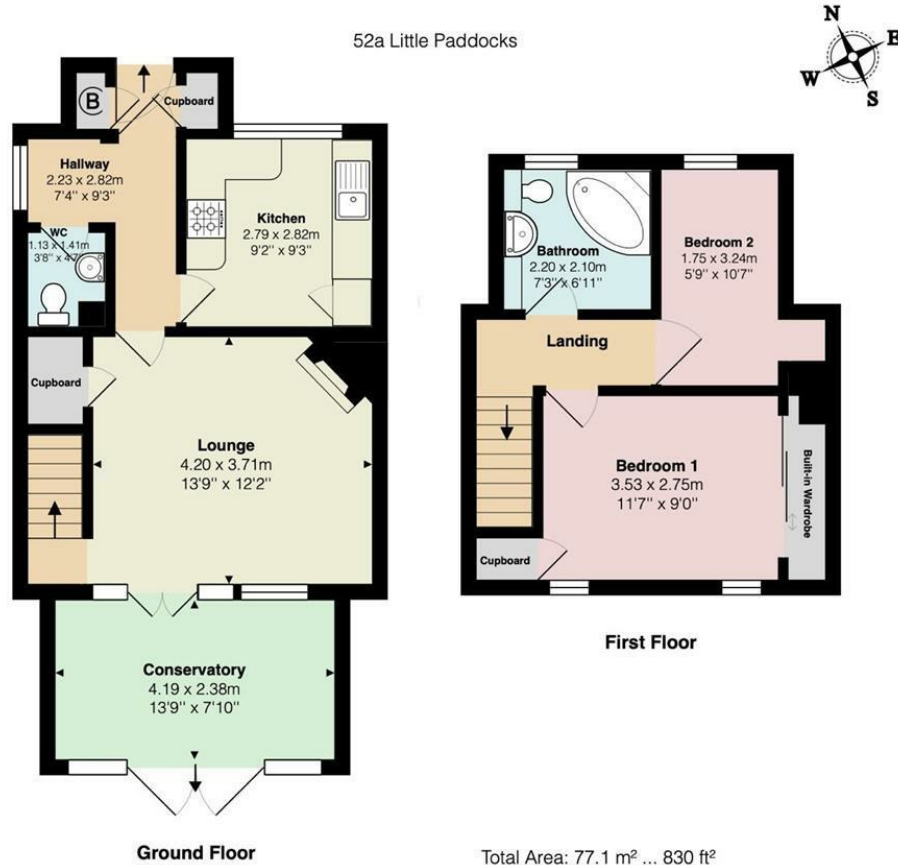 52a Little Paddocks
N
E
W
S
B
Cupboard
Hallway
2.23 x 2.82m
7'4" x 9'3"
Kitchen
2.79 x 2.82m
9'2" x 9'3"
WC
1.13 x 1.41m
3'8" x 4'7"
Cupboard
Lounge
4.20 x 3.71m
13'9" x 12'2"
Conservatory
4.19 x 2.38m
13'9" x 7'10"
Ground Floor
Bathroom
2.20 x 2.10m
7'3" x 6'11"
Bedroom 2
1.75 x 3.24m
5'9" x 10'7"
Landing
Bedroom 1
3.53 x 2.75m
11'7" x 9'0"
Built-in Wardrobe
Cupboard
First Floor
Total Area: 77.1 m² ... 830 ft²